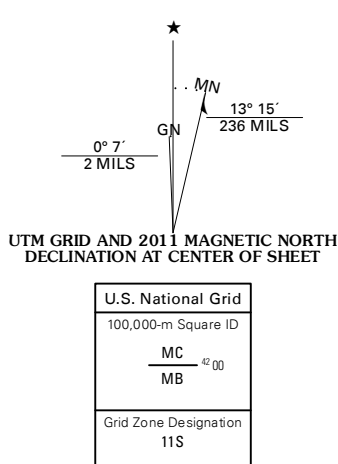 ★
MN
GN
13° 15´
236 MILS
0° 7´
2 MILS
UTM GRID AND 2011 MAGNETIC NORTH
DECLINATION AT CENTER OF SHEET
U.S. National Grid
100,000-m Square ID
MC
42 00
MB
Grid Zone Designation
11S